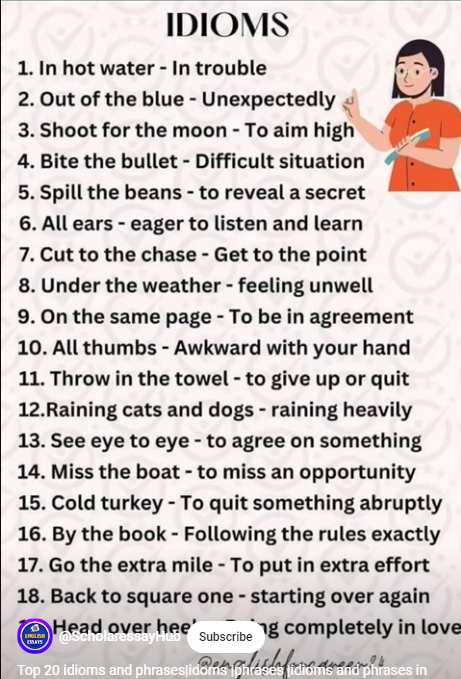 IDIOMS
1. In hot water - In trouble
2. Out of the blue - Unexpectedly
3. Shoot for the moon - To aim high
4. Bite the bullet - Difficult situation
5. Spill the beans - to reveal a secret
6. All ears - eager to listen and learn
7. Cut to the chase - Get to the point
8. Under the weather - feeling unwell
9. On the same page - To be in agreement
10. All thumbs - Awkward with your hand
11. Throw in the towel - to give up or quit
12.Raining cats and dogs - raining heavily
13. See eye to eye - to agree on something
14. Miss the boat - to miss an opportunity
15. Cold turkey - To quit something abruptly
16. By the book - Following the rules exactly
17. Go the extra mile - To put in extra effort
18. Back to square one - starting over again
Head over completely in love
ENGLISH ESSAYS @ScholaressayHub Subscribe
Top 20 idioms and phrases|idoms |phrases |idioms and phrases in